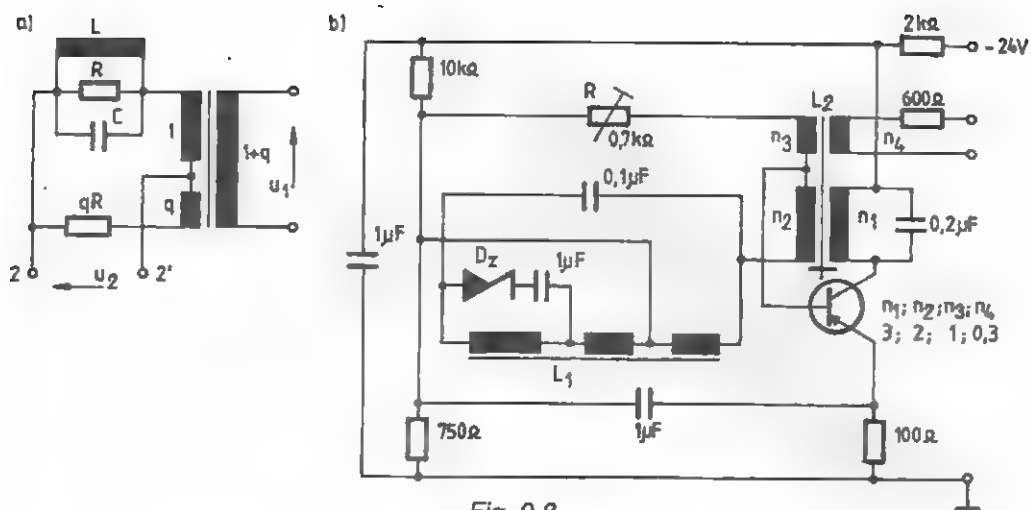 a)
L
R
C
1
1+q
u₁
q
qR
2
u₂
2'
b)
2kΩ
-24V
10kΩ
R
0,7kΩ
L₂
600Ω
n₃
n₄
0,1µF
n₂
n₁
0,2µF
1µF
D_Z
1µF
n₁; n₂; n₃; n₄
3; 2; 1; 0,3
L₁
750Ω
1µF
100Ω